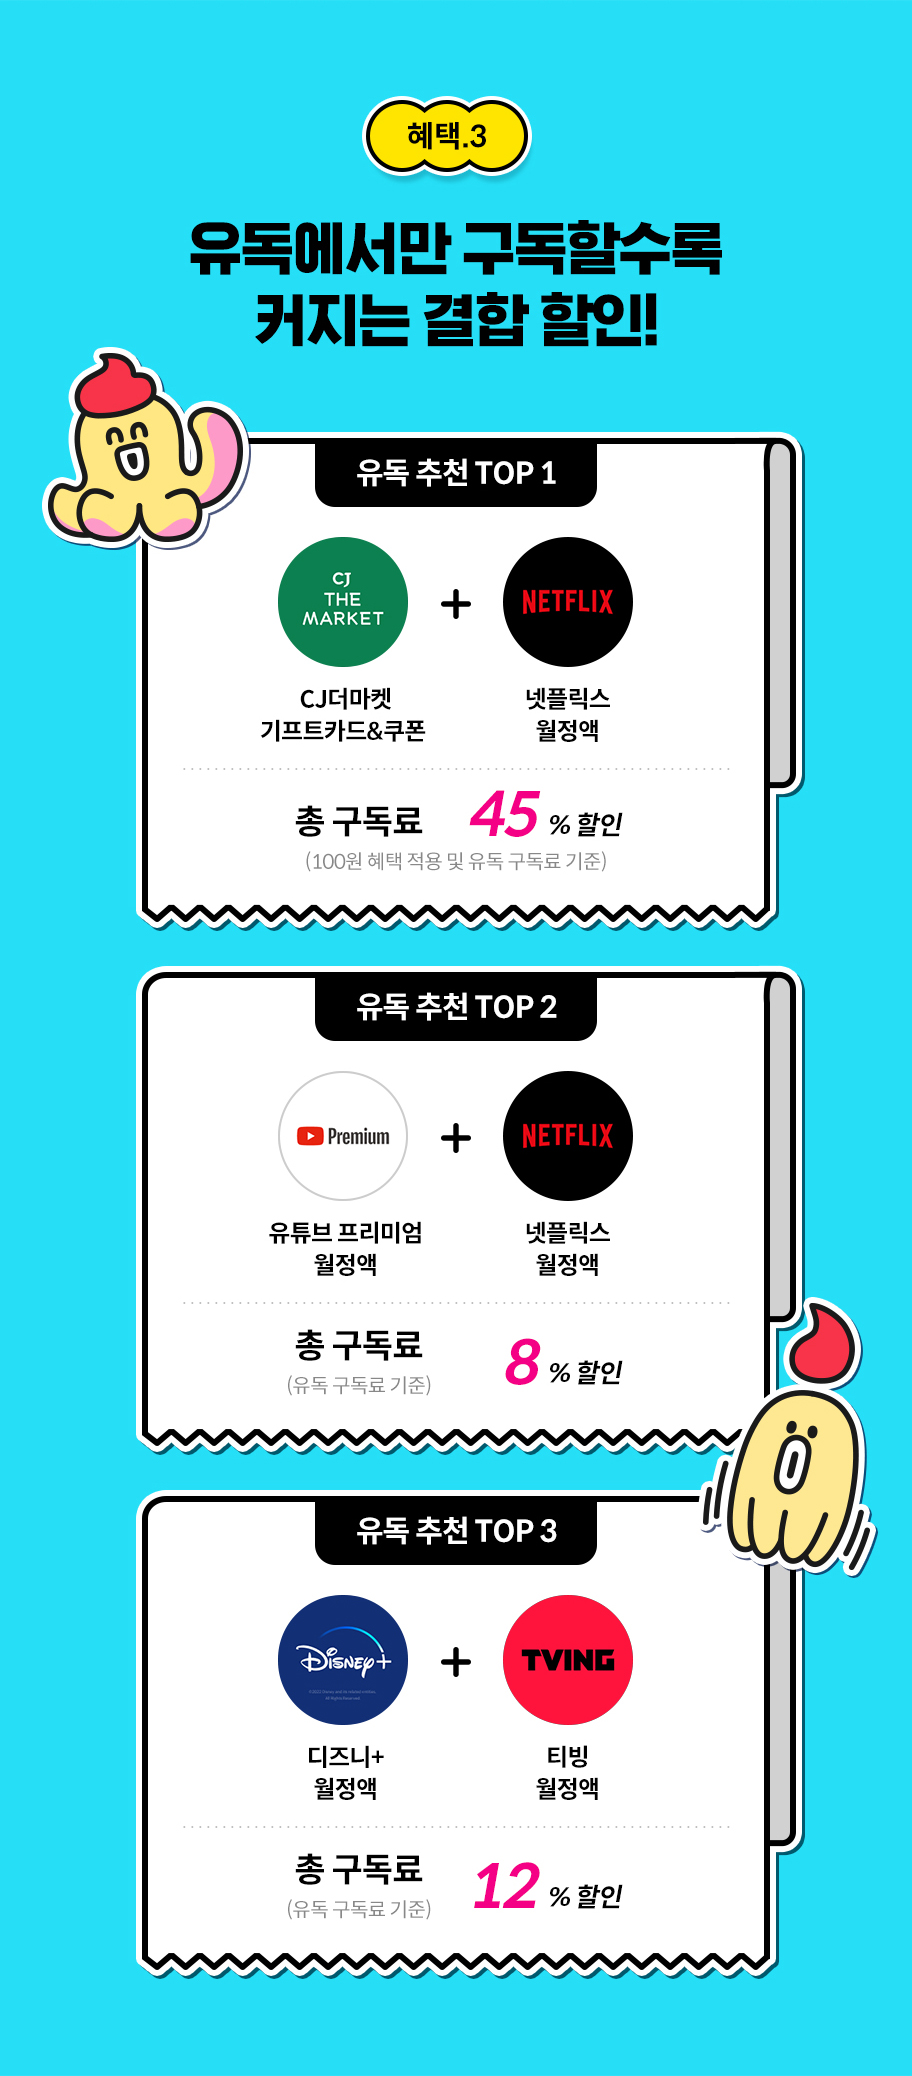 혜택.3
유독에서만 구독할수록
커지는 결합 할인!
유독 추천 TOP 1
CJ
THE
MARKET
+
NETFLIX
CJ더마켓
기프트카드&쿠폰
넷플릭스
월정액
총 구독료 45 % 할인
(100원 혜택 적용 및 유독 구독료 기준)
유독 추천 TOP 2
Premium
+
NETFLIX
유튜브 프리미엄
월정액
넷플릭스
월정액
총 구독료
(유독 구독료 기준)
8 % 할인
유독 추천 TOP 3
Disney+
+
TVING
디즈니+
월정액
티빙
월정액
총 구독료
(유독 구독료 기준)
12 % 할인